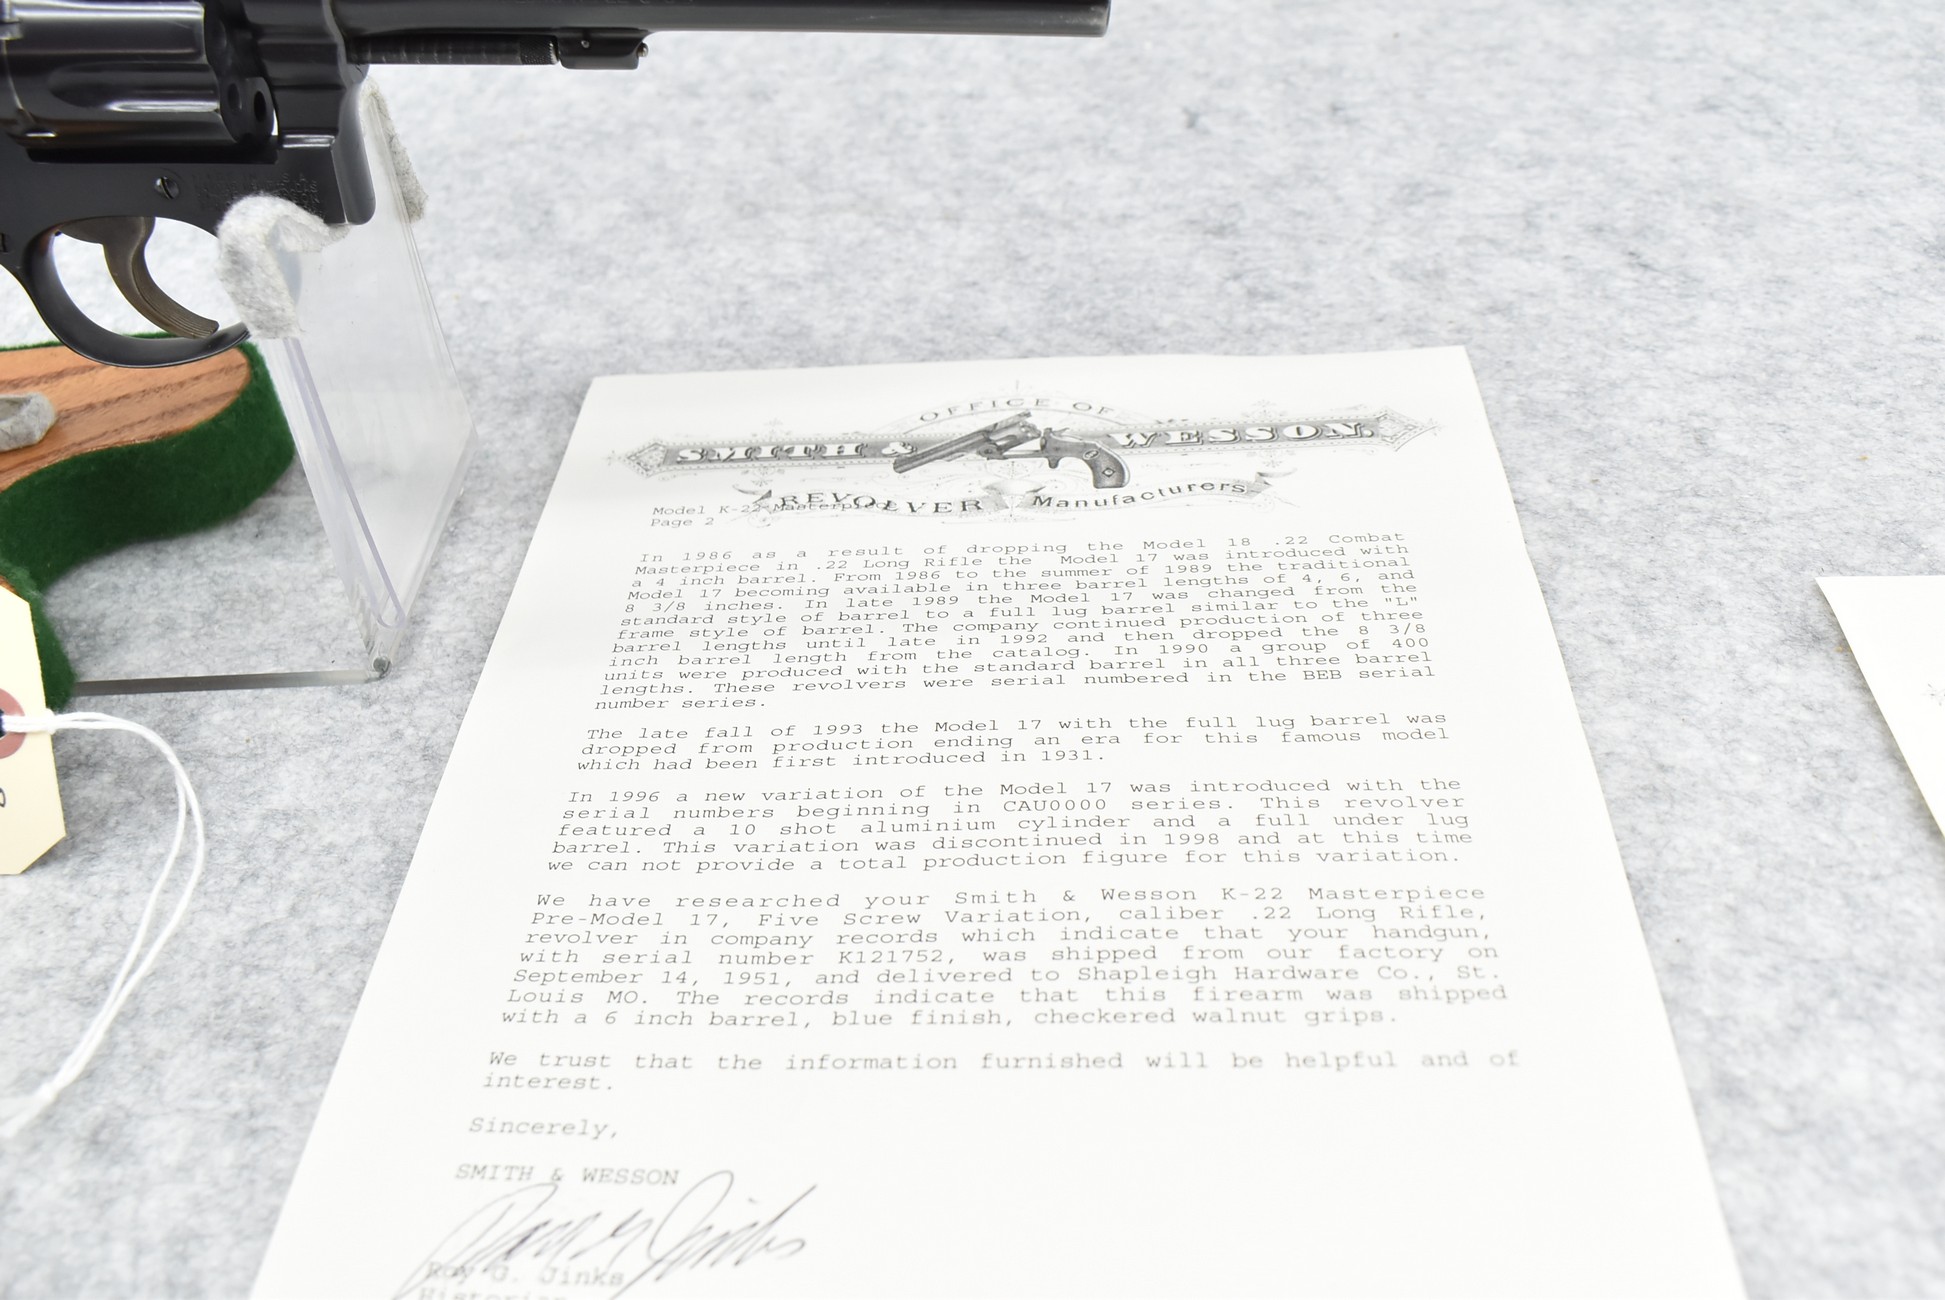 OFFICE OF
SMITH & WESSON,
REVOLVER Manufacturers
Model K-22 Masterpiece
Page 2
In 1986 as a result of dropping the Model 18 .22 Combat
Masterpiece in .22 Long Rifle the Model 17 was introduced with
a 4 inch barrel. From 1986 to the summer of 1989 the traditional
Model 17 becoming available in three barrel lengths of 4, 6, and
8 3/8 inches. In late 1989 the Model 17 was changed from the
standard style of barrel to a full lug barrel similar to the "L"
frame style of barrel. The company continued production of three
barrel lengths until late in 1992 and then dropped the 8 3/8
inch barrel length from the catalog. In 1990 a group of 400
units were produced with the standard barrel in all three barrel
lengths. These revolvers were serial numbered in the BEB serial
number series.
The late fall of 1993 the Model 17 with the full lug barrel was
dropped from production ending an era for this famous model
which had been first introduced in 1931.
In 1996 a new variation of the Model 17 was introduced with the
serial numbers beginning in CAU0000 series. This revolver
featured a 10 shot aluminium cylinder and a full under lug
barrel. This variation was discontinued in 1998 and at this time
we can not provide a total production figure for this variation.
We have researched your Smith & Wesson K-22 Masterpiece
Pre-Model 17, Five Screw Variation, caliber .22 Long Rifle,
revolver in company records which indicate that your handgun,
with serial number K121752, was shipped from our factory on
September 14, 1951, and delivered to Shapleigh Hardware Co., St.
Louis MO. The records indicate that this firearm was shipped
with a 6 inch barrel, blue finish, checkered walnut grips.
We trust that the information furnished will be helpful and of
interest.
Sincerely,
SMITH & WESSON
Roy G. Jinks
Historian